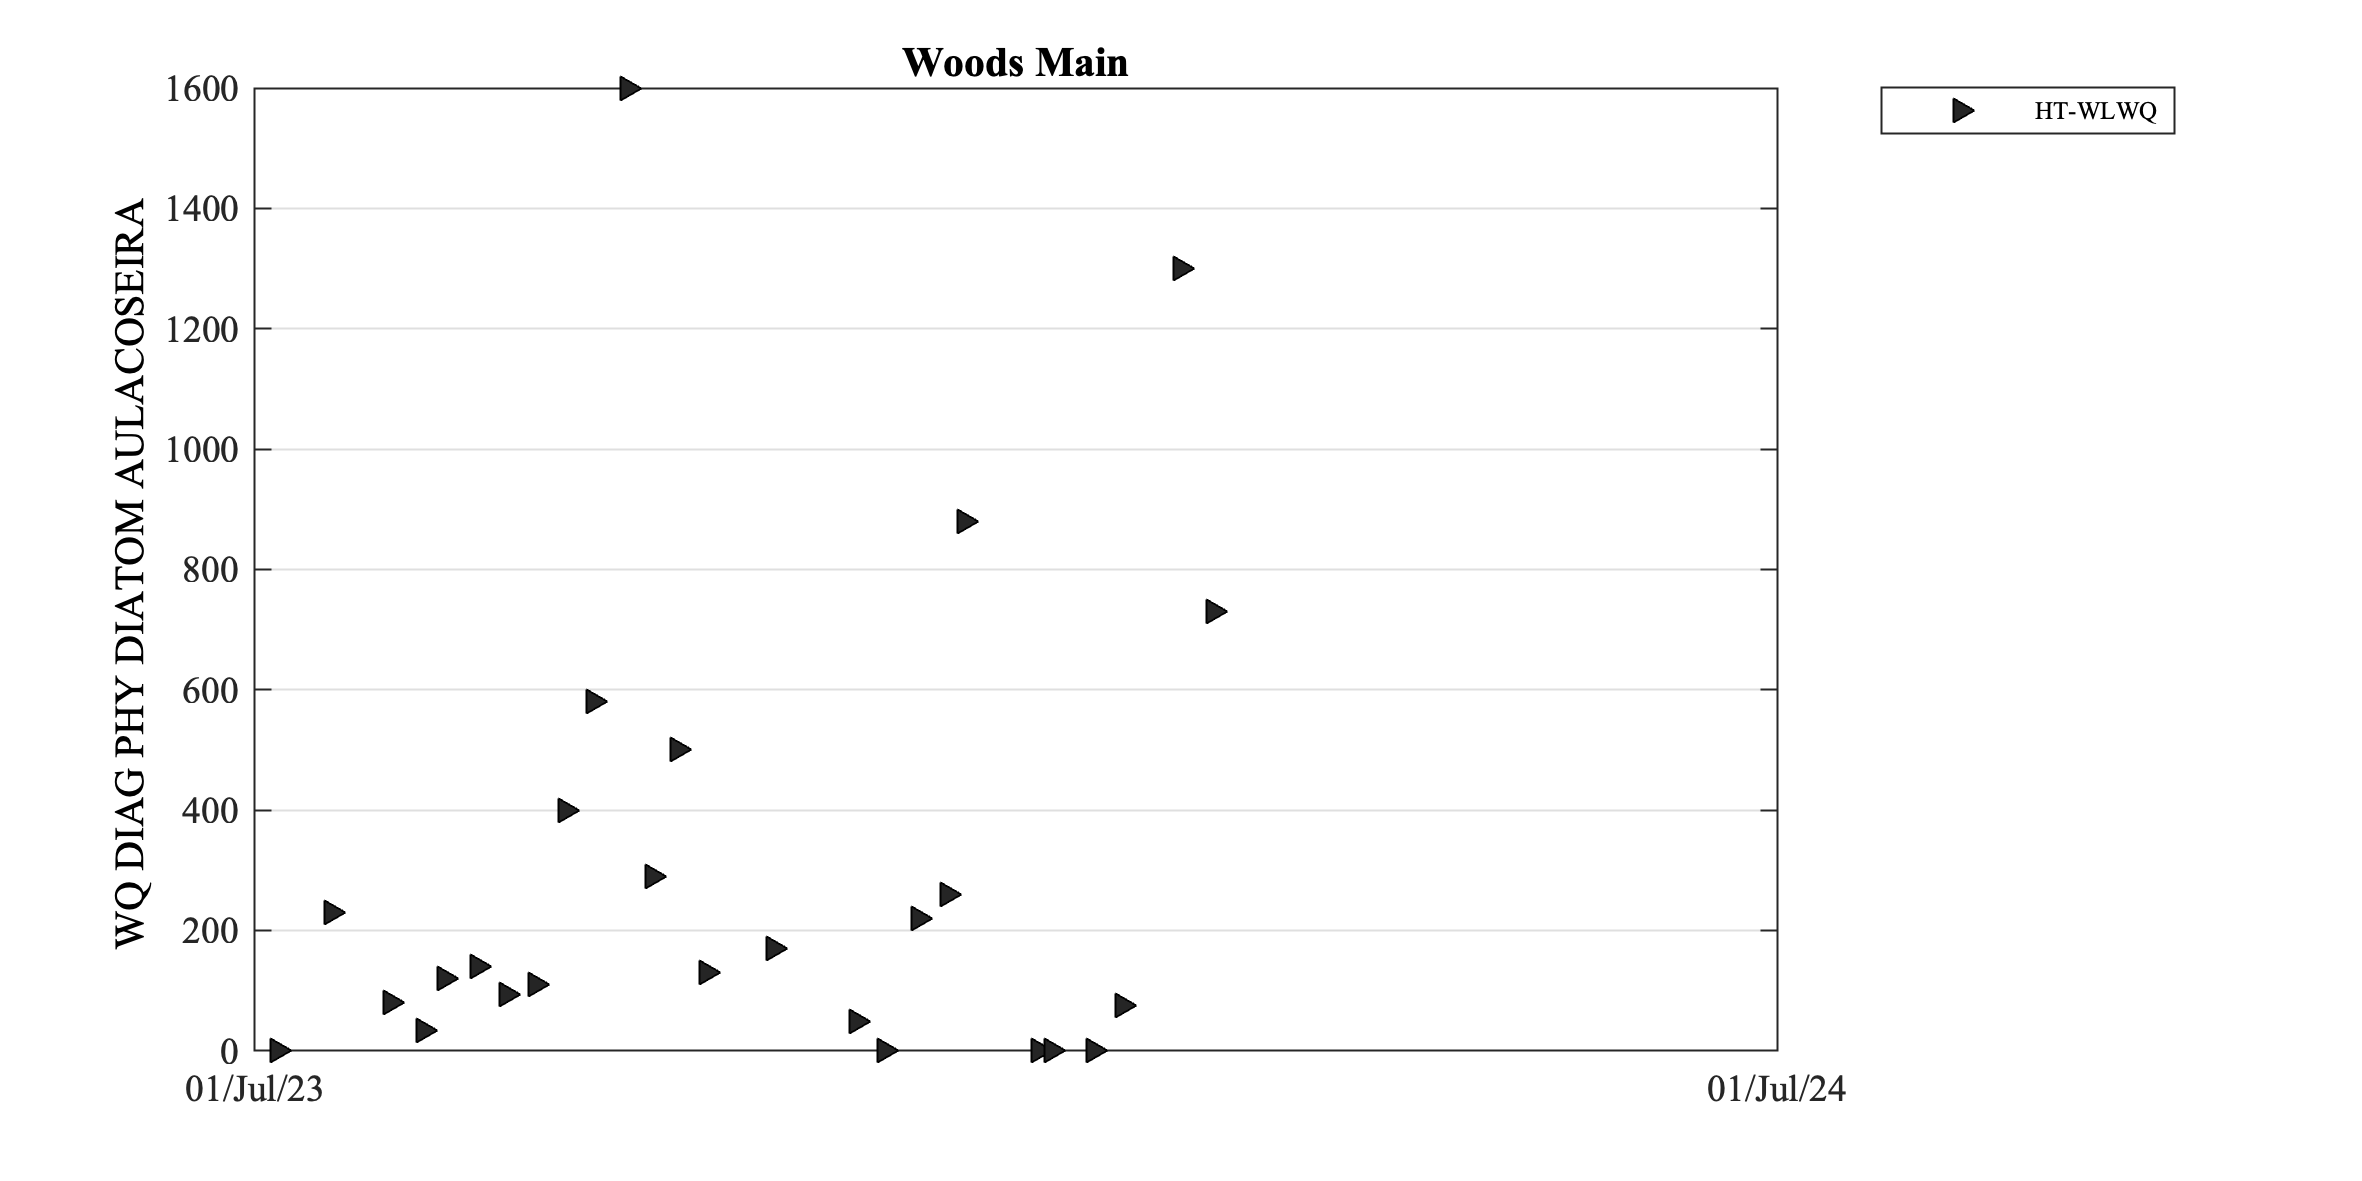 Woods Main
HT-WLWQ
WQ DIAG PHY DIATOM AULACOSEIRA
1600
1400
1200
1000
800
600
400
200
0
01/Jul/23
01/Jul/24